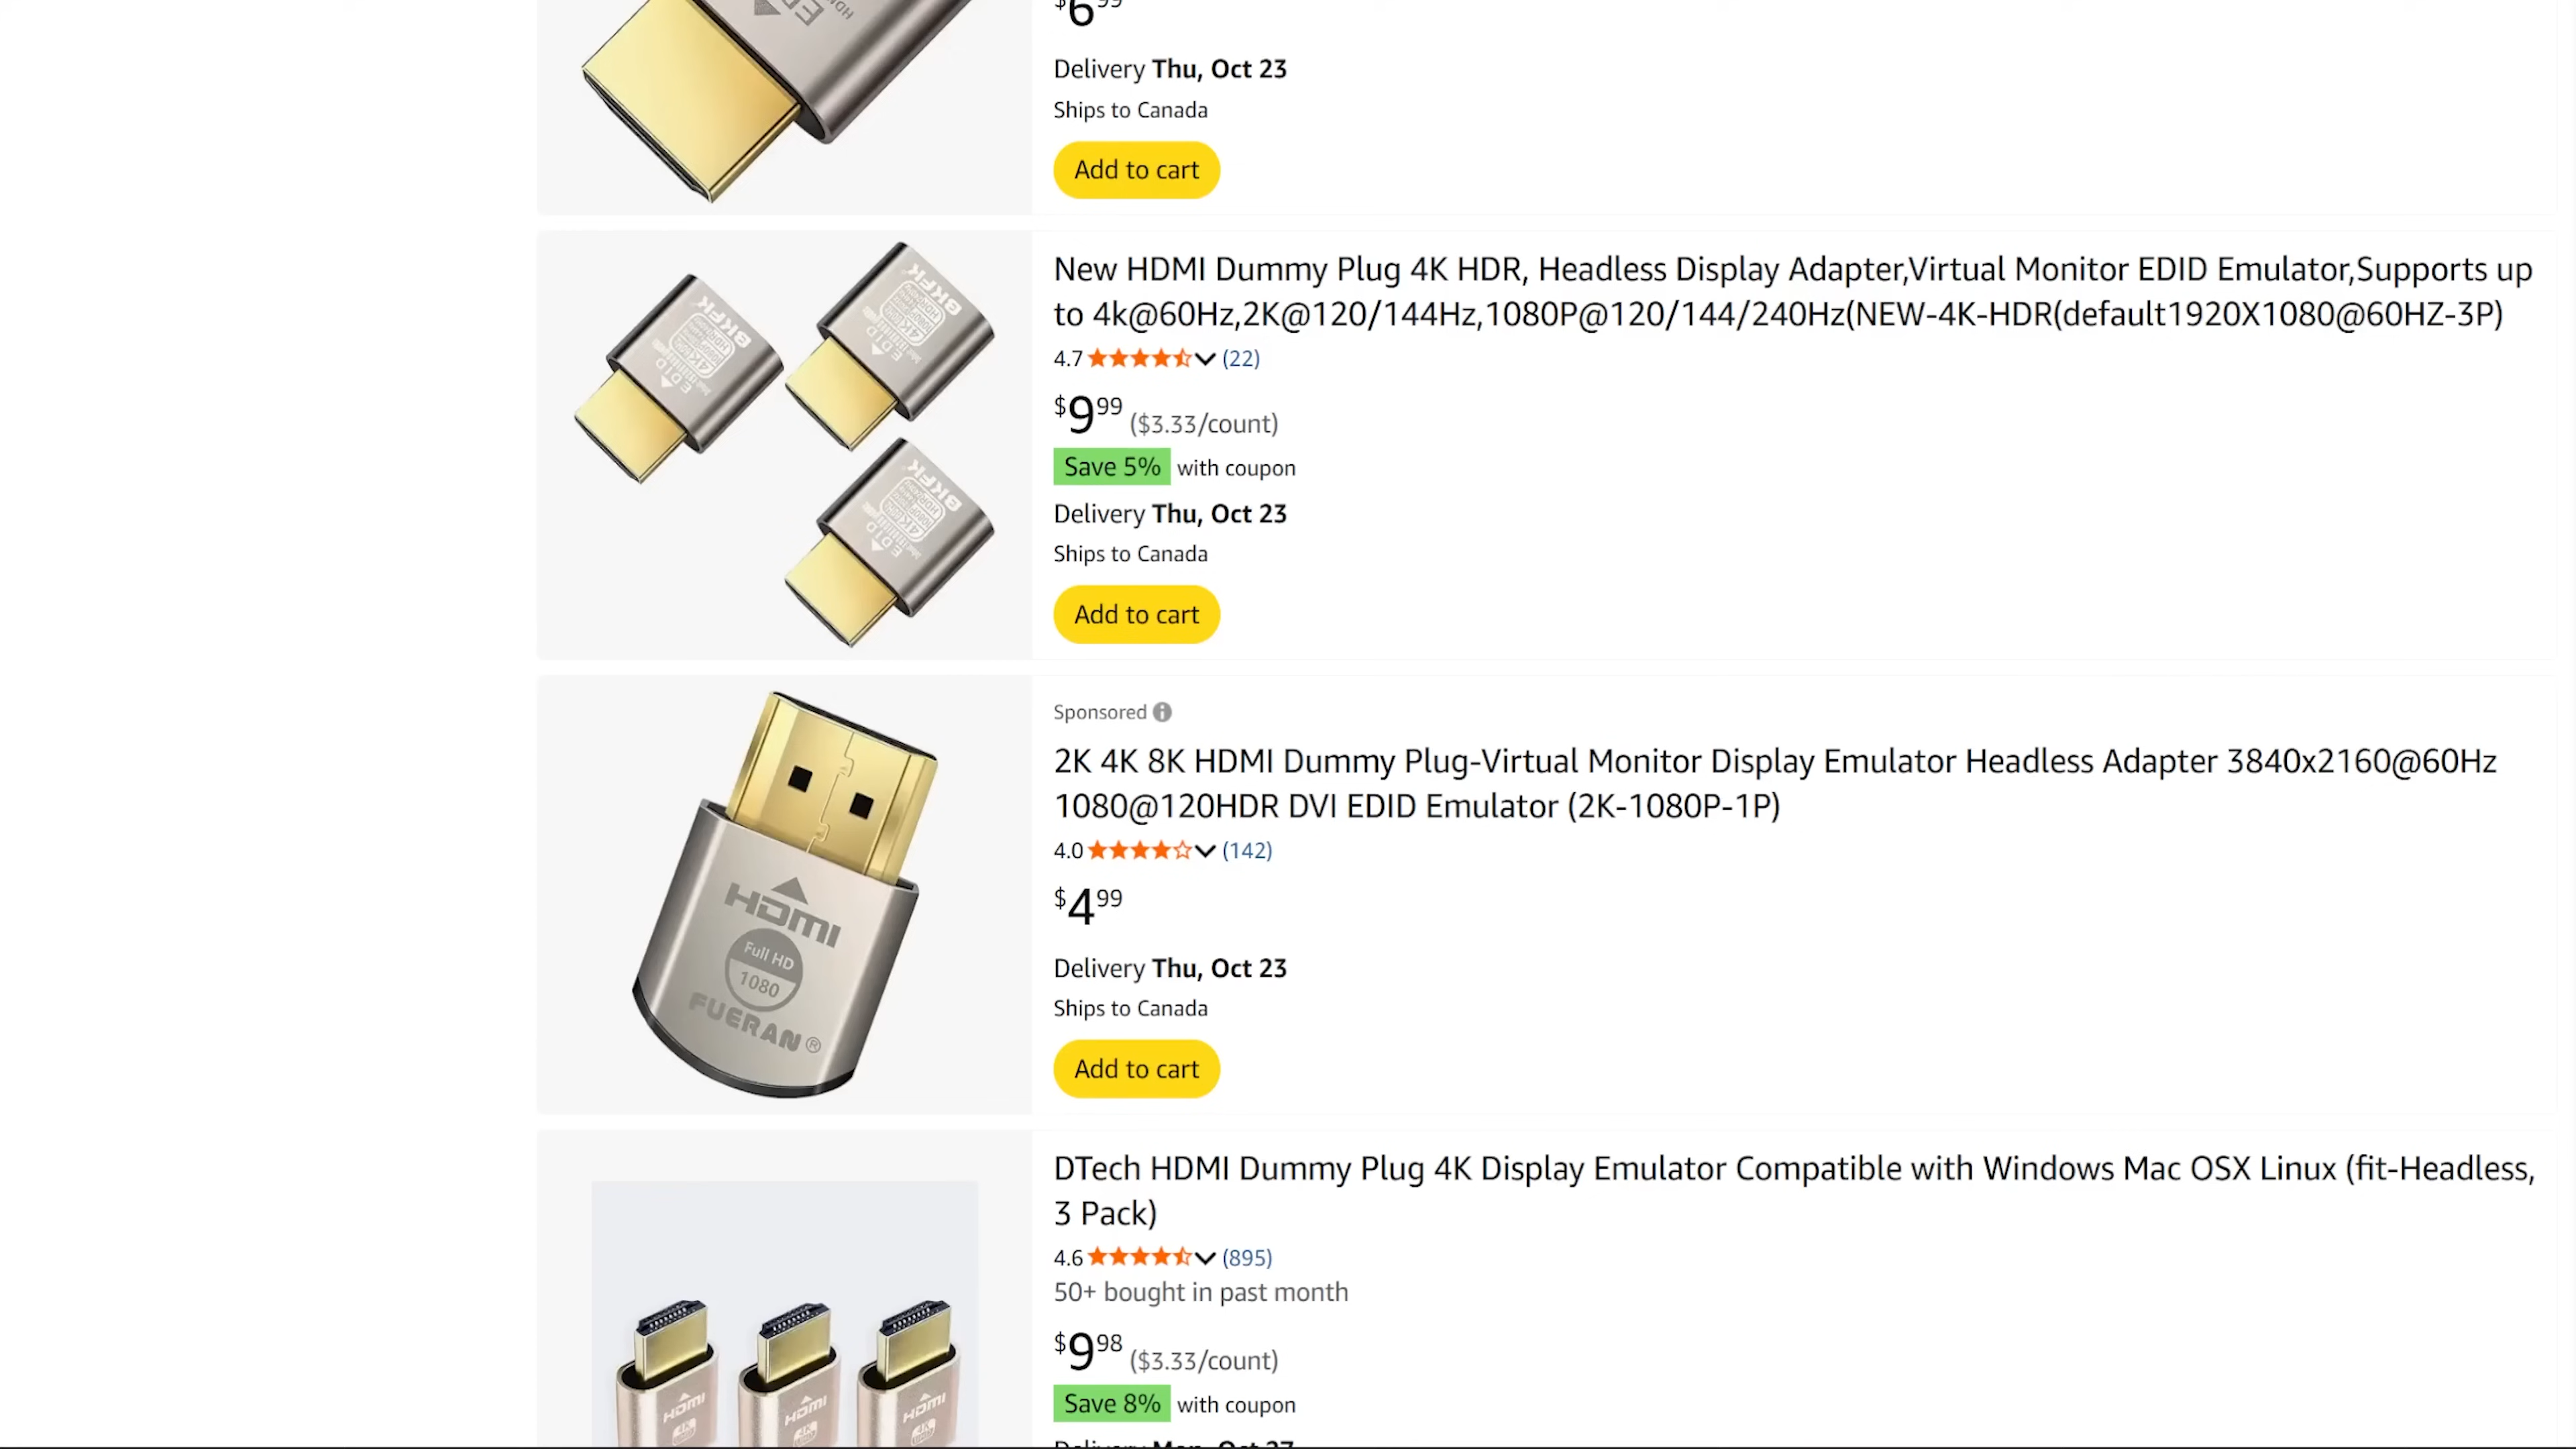 $6 99
Delivery Thu, Oct 23
Ships to Canada
Add to cart
New HDMI Dummy Plug 4K HDR, Headless Display Adapter,Virtual Monitor EDID Emulator,Supports up
to 4k@60Hz,2K@120/144Hz,1080P@120/144/240Hz(NEW-4K-HDR(default1920X1080@60HZ-3P)
4.7 (22)
$9 99 ($3.33/count)
Save 5% with coupon
Delivery Thu, Oct 23
Ships to Canada
Add to cart
HDMI
Full HD
1080
FUERAN®
Sponsored
2K 4K 8K HDMI Dummy Plug-Virtual Monitor Display Emulator Headless Adapter 3840x2160@60Hz
1080@120HDR DVI EDID Emulator (2K-1080P-1P)
4.0 (142)
$4 99
Delivery Thu, Oct 23
Ships to Canada
Add to cart
HDMI
HDMI
HDMI
DTech HDMI Dummy Plug 4K Display Emulator Compatible with Windows Mac OSX Linux (fit-Headless,
3 Pack)
4.6 (895)
50+ bought in past month
$9 98 ($3.33/count)
Save 8% with coupon
Delivery Mon, Oct 27